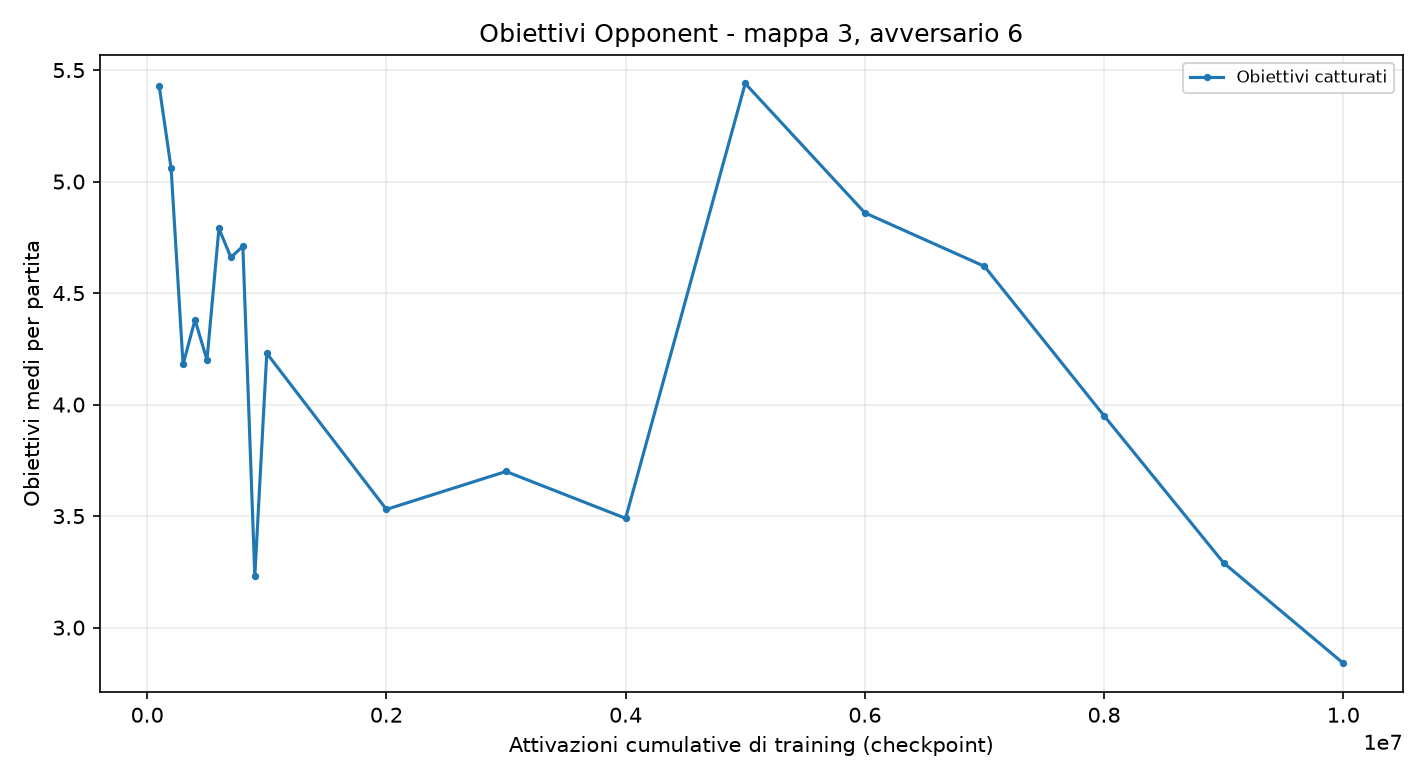 Obiettivi Opponent - mappa 3, avversario 6
Obiettivi catturati
Obiettivi medi per partita
5.5
5.0
4.5
4.0
3.5
3.0
0.0 0.2 0.4 0.6 0.8 1.0
1e7
Attivazioni cumulative di training (checkpoint)